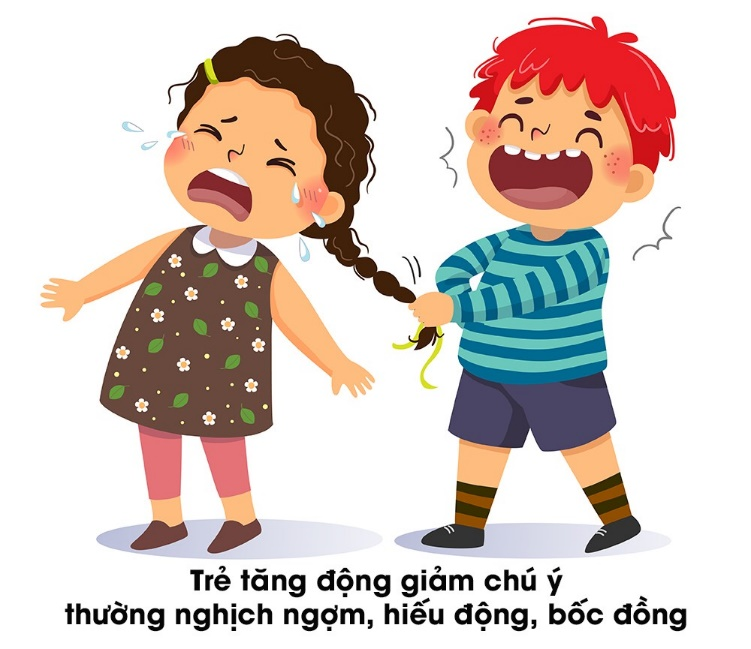 Trẻ tăng động giảm chú ý
thường nghịch ngợm, hiếu động, bốc đồng